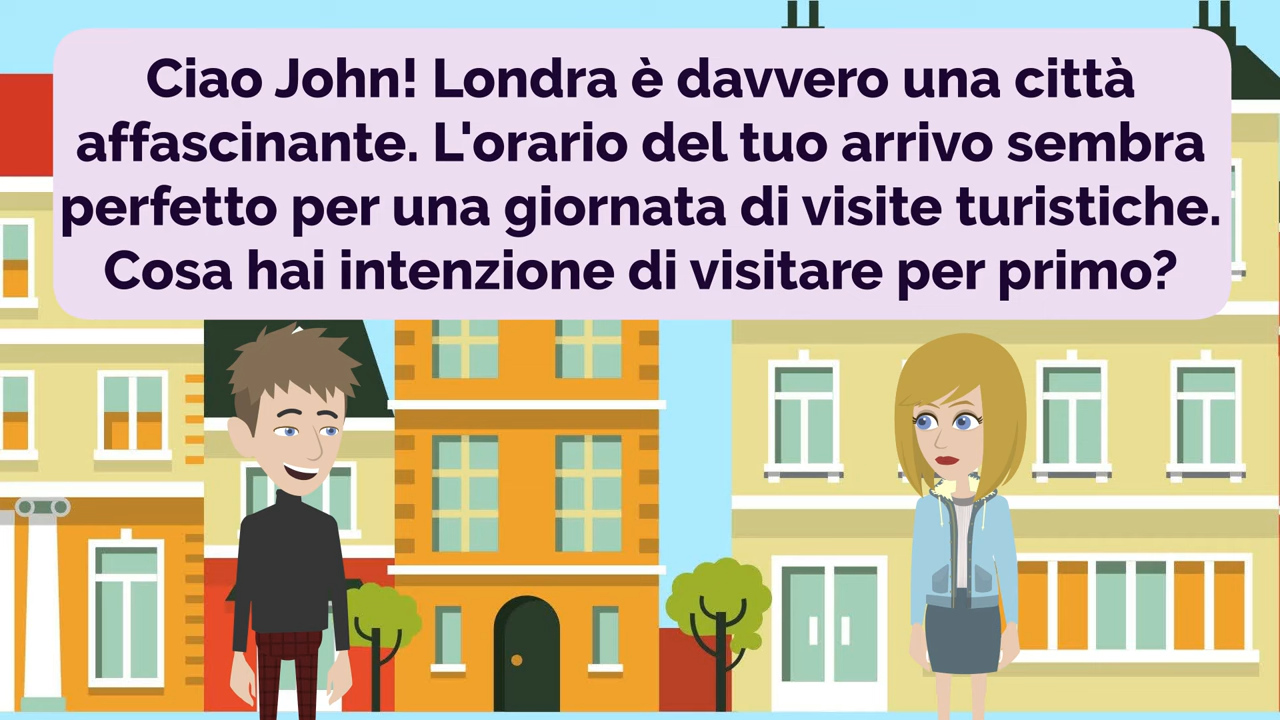 Ciao John! Londra è davvero una città
affascinante. L'orario del tuo arrivo sembra
perfetto per una giornata di visite turistiche.
Cosa hai intenzione di visitare per primo?